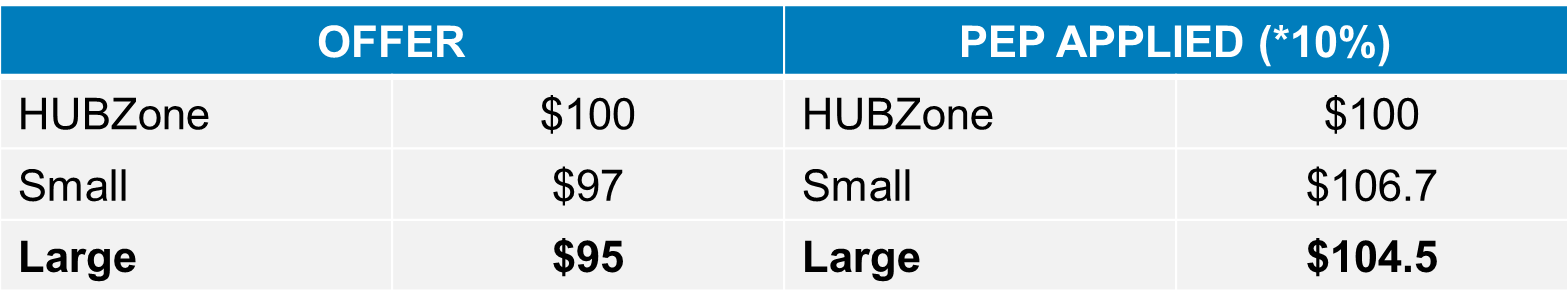 OFFER PEP APPLIED (*10%)
HUBZone $100 HUBZone $100
Small $97 Small $106.7
Large $95 Large $104.5